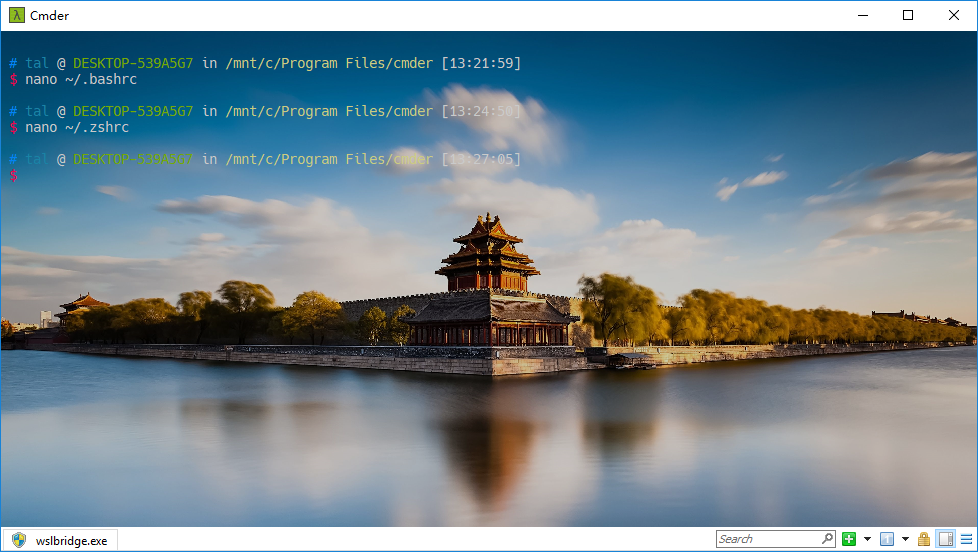 Cmder
# tal @ DESKTOP-539A5G7 in /mnt/c/Program Files/cmder [13:21:59]
$ nano ~/.bashrc
# tal @ DESKTOP-539A5G7 in /mnt/c/Program Files/cmder [13:24:50]
$ nano ~/.zshrc
# tal @ DESKTOP-539A5G7 in /mnt/c/Program Files/cmder [13:27:05]
$
wslbridge.exe
Search